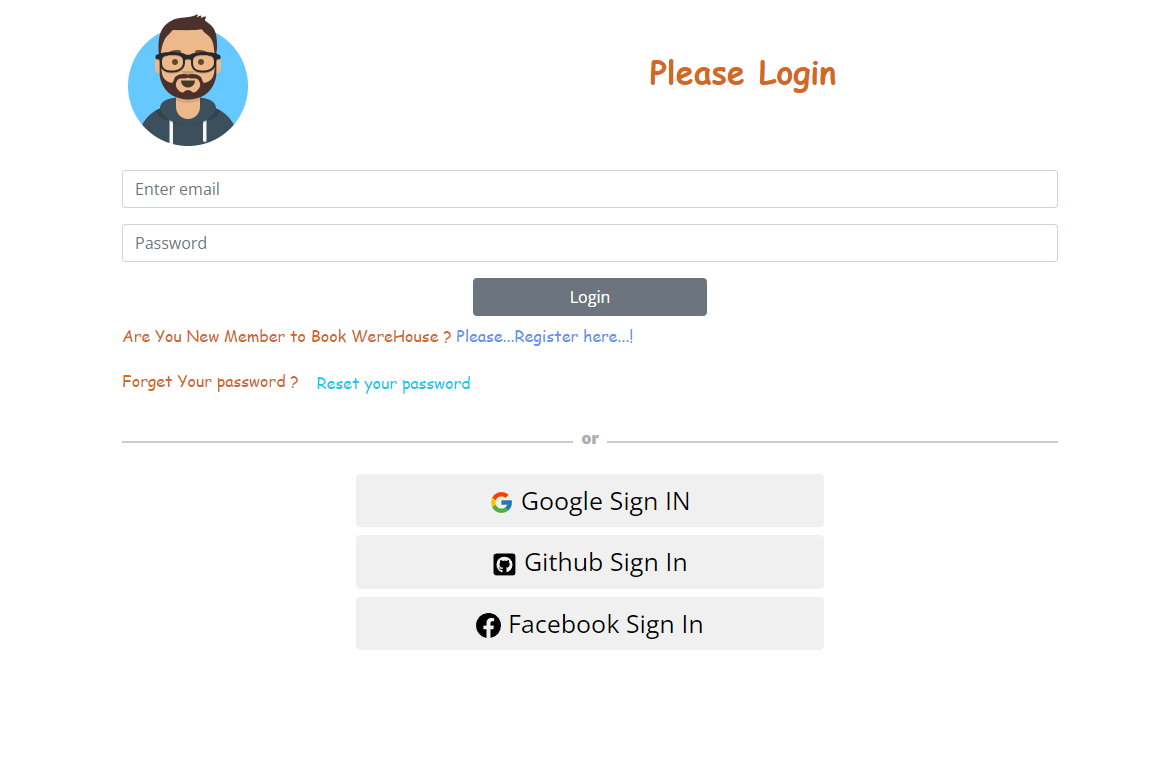 Please Login
Enter email
Password
Login
Are You New Member to Book WereHouse ? Please...Register here...!
Forget Your password ? Reset your password
or
Google Sign IN
Github Sign In
Facebook Sign In